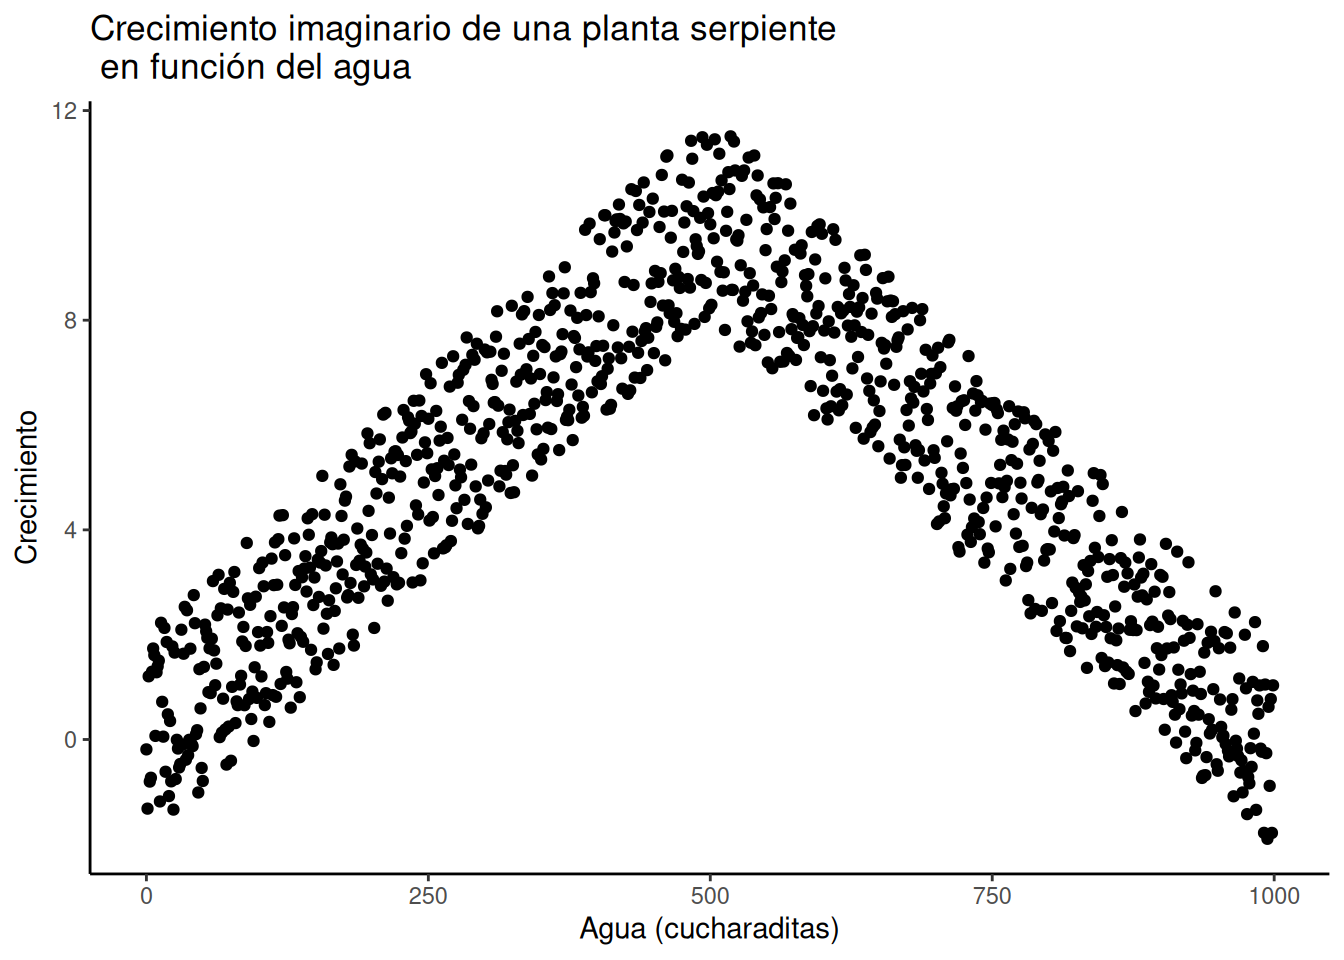 Crecimiento imaginario de una planta serpiente
en función del agua
12
8
4
0
Crecimiento
0
250
500
750
1000
Agua (cucharaditas)